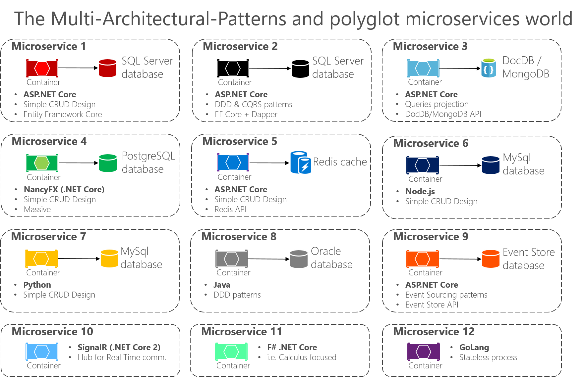 The Multi-Architectural-Patterns and polyglot microservices world
Microservice 1
SQL Server
database
Container
• ASP.NET Core
• Simple CRUD Design
• Entity Framework Core
Microservice 2
SQL Server
database
Container
• ASP.NET Core
• DDD & CQRS patterns
• EF Core + Dapper
Microservice 3
DocDB /
MongoDB
Container
• ASP.NET Core
• Queries projection
• DocDB/MongoDB API
Microservice 4
PostgreSQL
database
Container
• NancyFX (.NET Core)
• Simple CRUD Design
• Massive
Microservice 5
Redis cache
Container
• ASP.NET Core
• Simple CRUD Design
• Redis API
Microservice 6
MySql
database
Container
• Node.js
• Simple CRUD Design
Microservice 7
MySql
database
Container
• Python
• Simple CRUD Design
Microservice 8
Oracle
database
Container
• Java
• DDD patterns
Microservice 9
Event Store
database
Container
• ASP.NET Core
• Event Sourcing patterns
• Event Store API
Microservice 10
• SignalR (.NET Core 2)
• Hub for Real Time comm.
Container
Microservice 11
• F# .NET Core
• i.e. Calculus focused
Container
Microservice 12
• GoLang
• Stateless process
Container